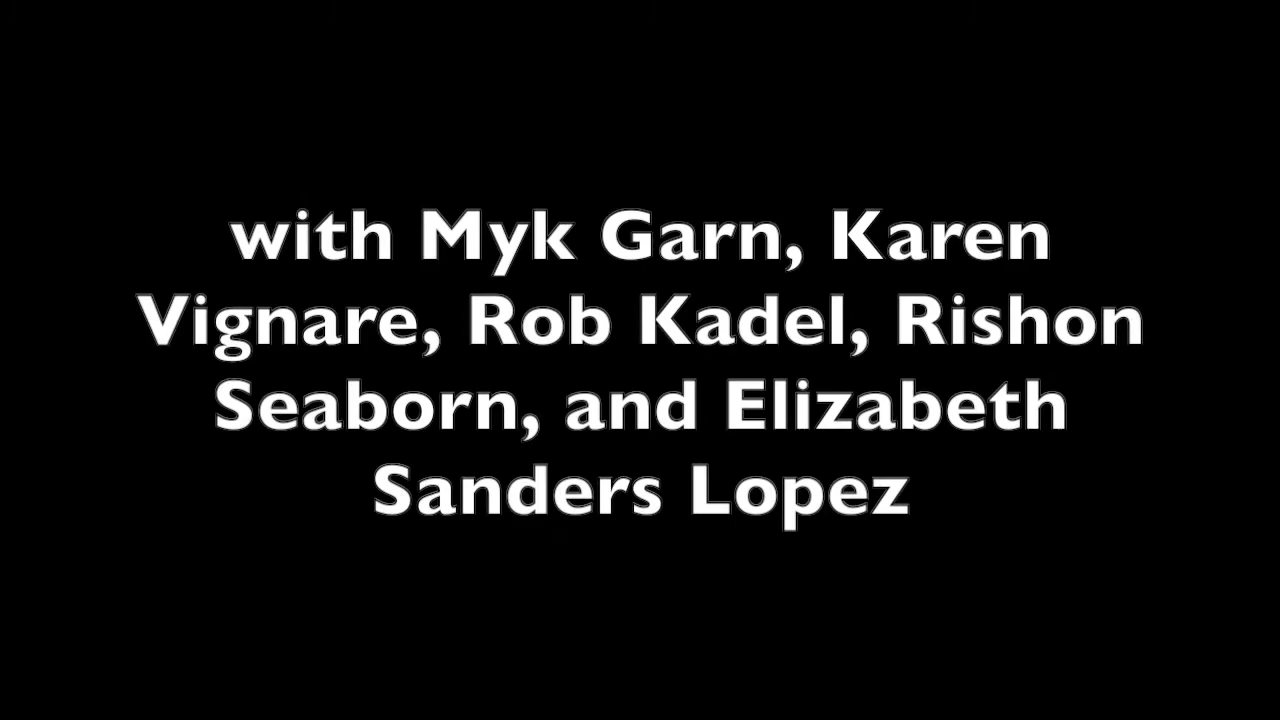 with Myk Garn, Karen
Vignare, Rob Kadel, Rishon
Seaborn, and Elizabeth
Sanders Lopez